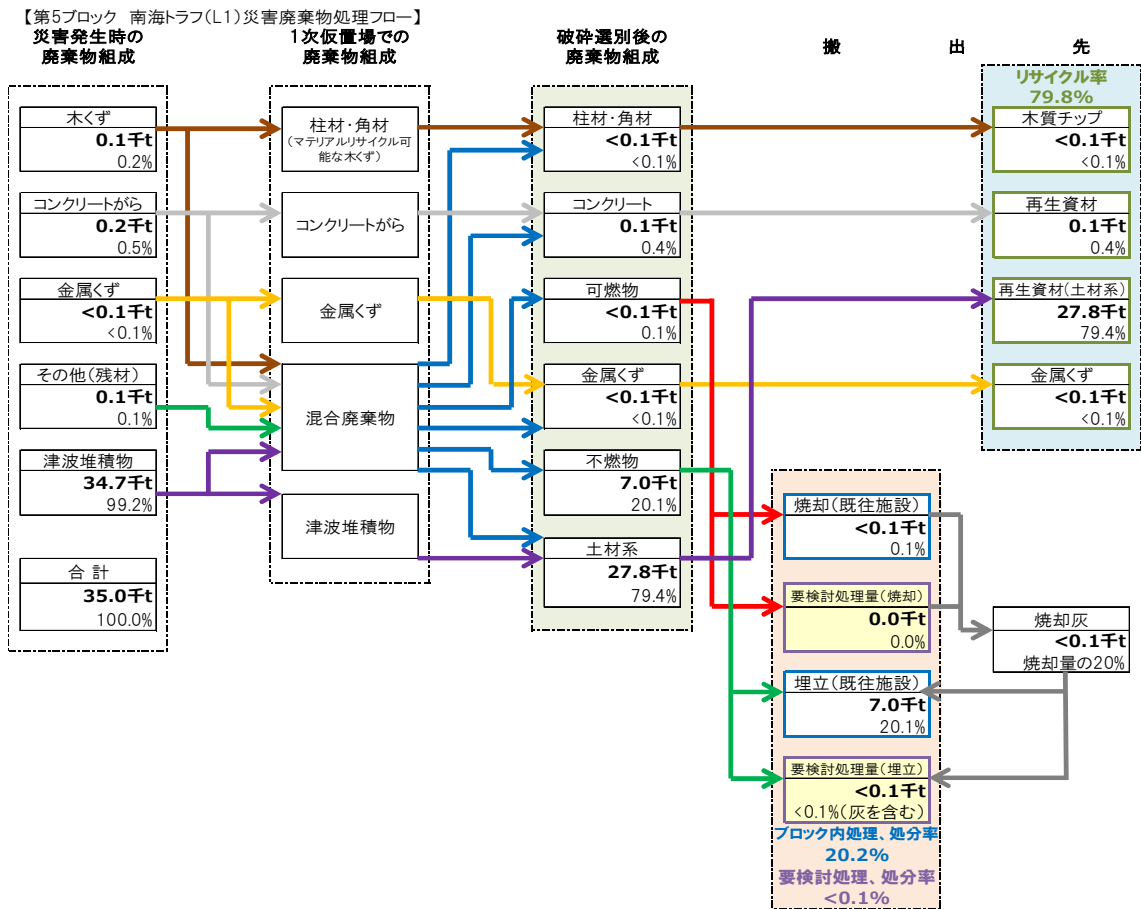 【第5ブロック 南海トラフ(L1)災害廃棄物処理フロー】
災害発生時の
廃棄物組成
1次仮置場での
廃棄物組成
破砕選別後の
廃棄物組成
搬 出 先
木くず
0.1千t
0.2%
コンクリートがら
0.2千t
0.5%
金属くず
<0.1千t
<0.1%
その他(残材)
0.1千t
0.1%
津波堆積物
34.7千t
99.2%
合 計
35.0千t
100.0%
柱材・角材
(マテリアルリサイクル可
能な木くず)
コンクリートがら
金属くず
混合廃棄物
津波堆積物
柱材・角材
<0.1千t
<0.1%
コンクリート
0.1千t
0.4%
可燃物
<0.1千t
0.1%
金属くず
<0.1千t
<0.1%
不燃物
7.0千t
20.1%
土材系
27.8千t
79.4%
リサイクル率
79.8%
木質チップ
<0.1千t
<0.1%
再生資材
0.1千t
0.4%
再生資材(土材系)
27.8千t
79.4%
金属くず
<0.1千t
<0.1%
焼却(既往施設)
<0.1千t
0.1%
要検討処理量(焼却)
0.0千t
0.0%
埋立(既往施設)
7.0千t
20.1%
要検討処理量(埋立)
<0.1千t
<0.1%(灰を含む)
ブロック内処理、処分率
20.2%
要検討処理、処分率
<0.1%
焼却灰
<0.1千t
焼却量の20%